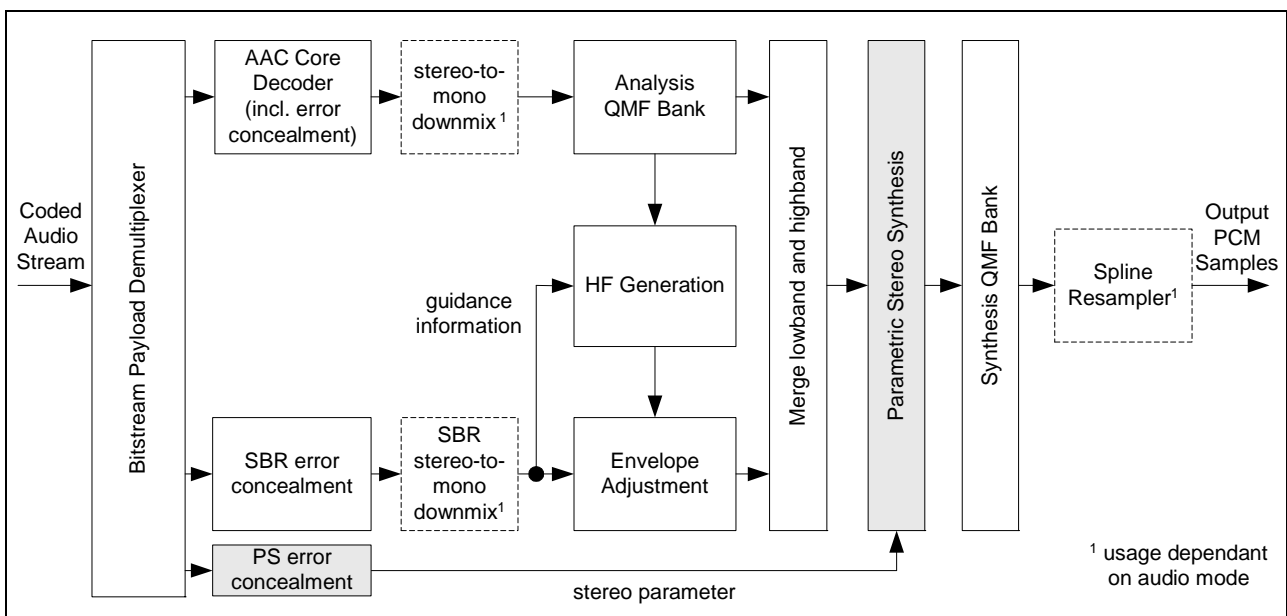 Coded
Audio
Stream
Bitstream Payload Demultiplexer
AAC Core
Decoder
(incl. error
concealment)
stereo-to-
mono
downmix¹
Analysis
QMF Bank
HF Generation
guidance
information
SBR error
concealment
SBR
stereo-to-
mono
downmix¹
Envelope
Adjustment
PS error
concealment
stereo parameter
Merge lowband and highband
Parametric Stereo Synthesis
Synthesis QMF Bank
Spline
Resampler¹
Output
PCM
Samples
¹ usage dependant
on audio mode